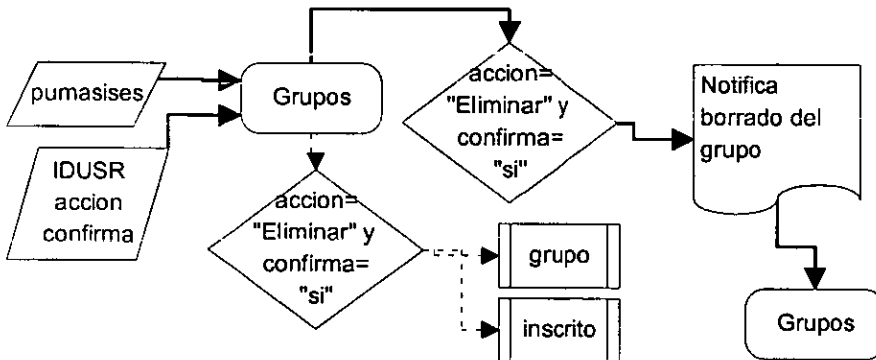 pumasises
IDUSR
accion
confirma
Grupos
accion=
"Eliminar" y
confirma=
"si"
accion=
"Eliminar" y
confirma=
"si"
grupo
inscrito
Notifica
borrado del
grupo
Grupos